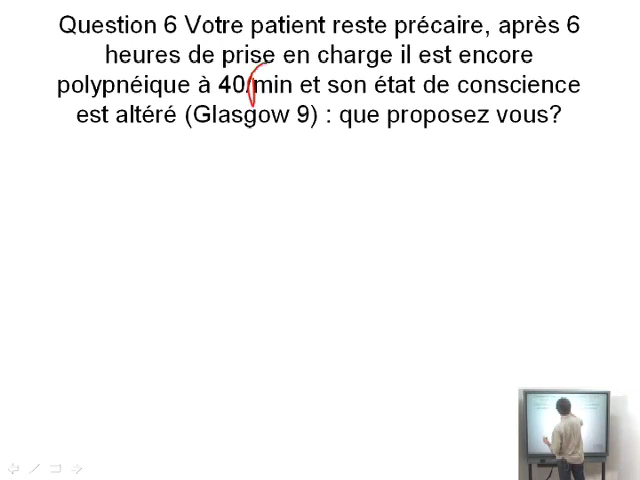 Question 6 Votre patient reste précaire, après 6
heures de prise en charge il est encore
polypnéique à 40/min et son état de conscience
est altéré (Glasgow 9) : que proposez vous?